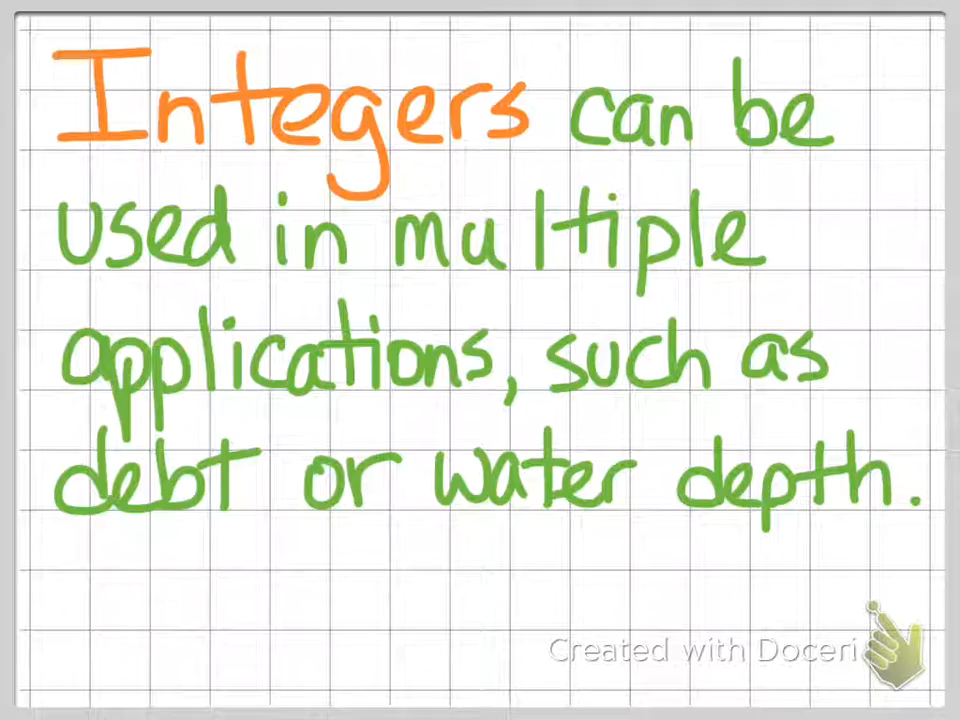 Integers can be
used in multiple
applications, such as
debt or water depth.
Created with Doceri